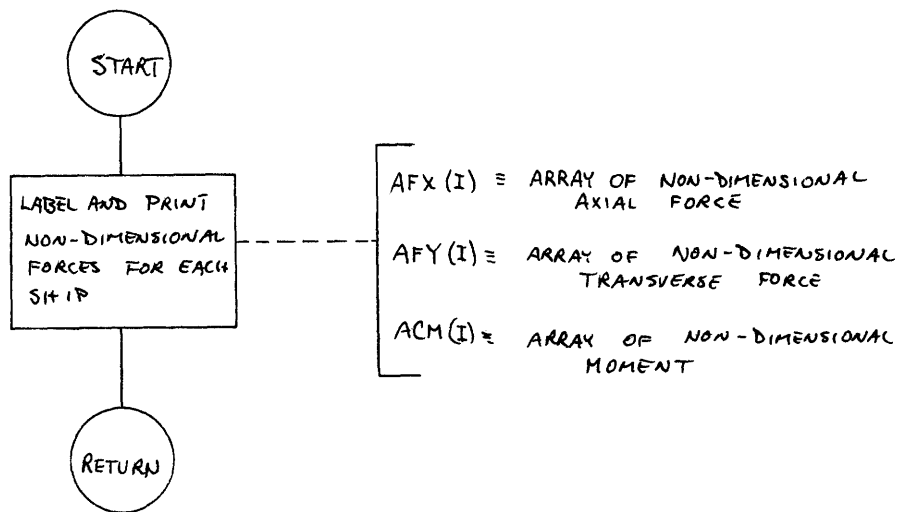 START
LABEL AND PRINT
NON-DIMENSIONAL
FORCES FOR EACH
SHIP
AFX (I) ≡ ARRAY OF NON-DIMENSIONAL
AXIAL FORCE
AFY (I) ≡ ARRAY OF NON-DIMENSIONAL
TRANSVERSE FORCE
ACM (I) ≡ ARRAY OF NON-DIMENSIONAL
MOMENT
RETURN